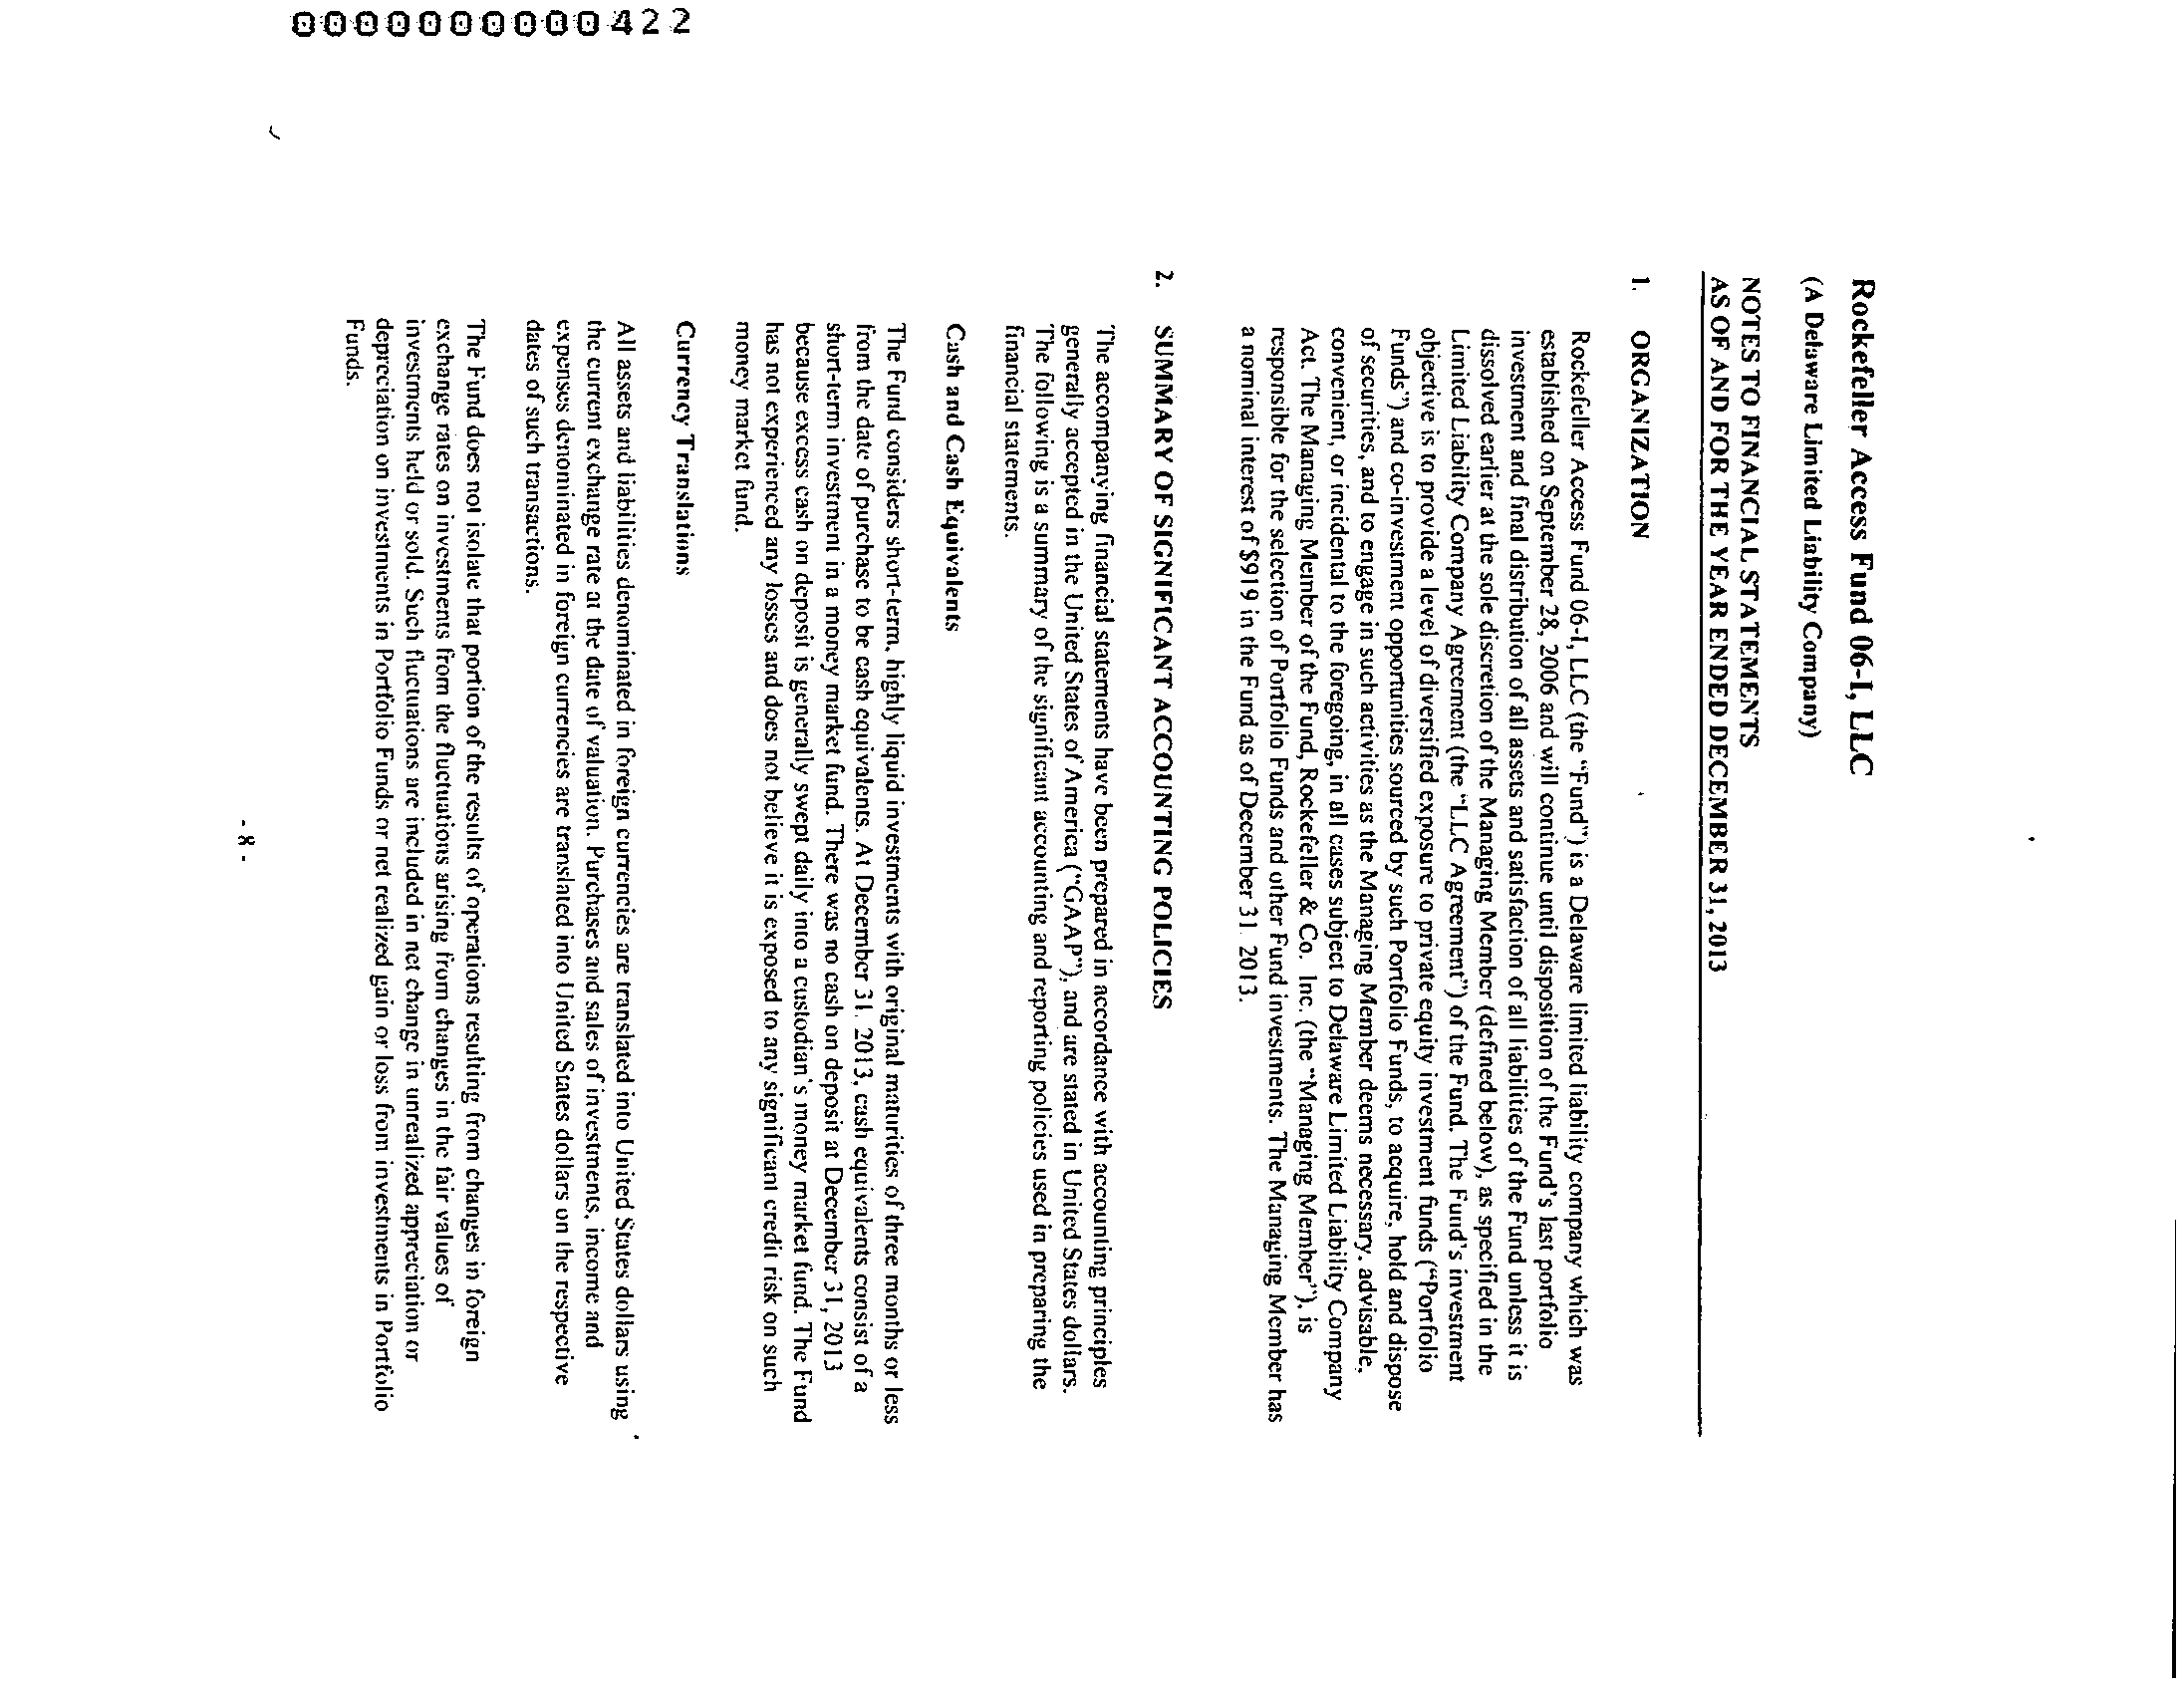 0000000000422
Rockefeller Access Fund 06-I, LLC
(A Delaware Limited Liability Company)
NOTES TO FINANCIAL STATEMENTS
AS OF AND FOR THE YEAR ENDED DECEMBER 31, 2013
1. ORGANIZATION
Rockefeller Access Fund 06-I, LLC (the “Fund”) is a Delaware limited liability company which was
established on September 28, 2006 and will continue until disposition of the Fund's last portfolio
investment and final distribution of all assets and satisfaction of all liabilities of the Fund unless it is
dissolved earlier at the sole discretion of the Managing Member (defined below), as specified in the
Limited Liability Company Agreement (the “LLC Agreement”) of the Fund. The Fund's investment
objective is to provide a level of diversified exposure to private equity investment funds (“Portfolio
Funds”) and co-investment opportunities sourced by such Portfolio Funds, to acquire, hold and dispose
of securities, and to engage in such activities as the Managing Member deems necessary, advisable,
convenient, or incidental to the foregoing, in all cases subject to Delaware Limited Liability Company
Act. The Managing Member of the Fund, Rockefeller & Co. Inc. (the “Managing Member”), is
responsible for the selection of Portfolio Funds and other Fund investments. The Managing Member has
a nominal interest of $919 in the Fund as of December 31, 2013.
2. SUMMARY OF SIGNIFICANT ACCOUNTING POLICIES
The accompanying financial statements have been prepared in accordance with accounting principles
generally accepted in the United States of America (“GAAP”), and are stated in United States dollars.
The following is a summary of the significant accounting and reporting policies used in preparing the
financial statements.
Cash and Cash Equivalents
The Fund considers short-term, highly liquid investments with original maturities of three months or less
from the date of purchase to be cash equivalents. At December 31, 2013, cash equivalents consist of a
short-term investment in a money market fund. There was no cash on deposit at December 31, 2013
because excess cash on deposit is generally swept daily into a custodian's money market fund. The Fund
has not experienced any losses and does not believe it is exposed to any significant credit risk on such
money market fund.
Currency Translations
All assets and liabilities denominated in foreign currencies are translated into United States dollars using
the current exchange rate at the date of valuation. Purchases and sales of investments, income and
expenses denominated in foreign currencies are translated into United States dollars on the respective
dates of such transactions.
The Fund does not isolate that portion of the results of operations resulting from changes in foreign
exchange rates on investments from the fluctuations arising from changes in the fair values of
investments held or sold. Such fluctuations are included in net change in unrealized appreciation or
depreciation on investments in Portfolio Funds or net realized gain or loss from investments in Portfolio
Funds.
- 8 -